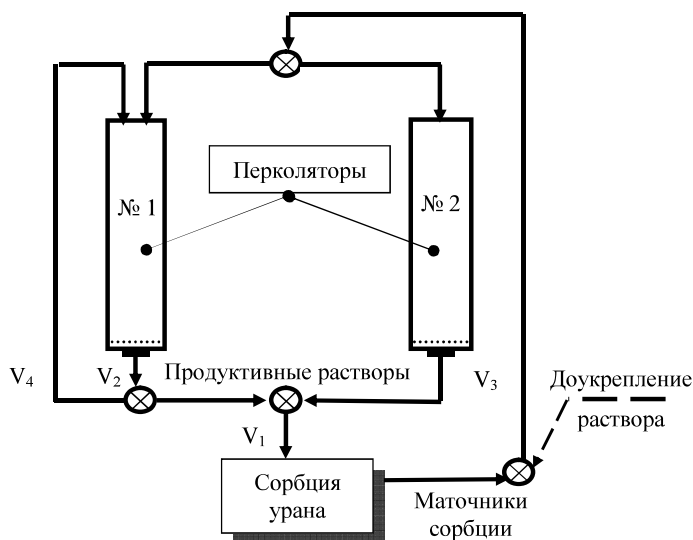 Перколяторы
№ 1
№ 2
V₄
V₂
Продуктивные растворы
V₃
Доукрепление
раствора
V₁
Сорбция
урана
Маточники
сорбции